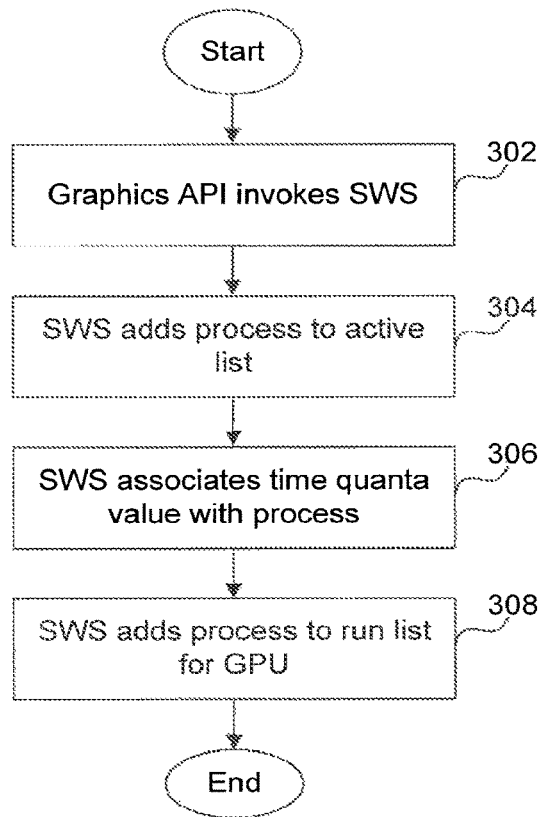 Start
302
Graphics API invokes SWS
304
SWS adds process to active
list
306
SWS associates time quanta
value with process
308
SWS adds process to run list
for GPU
End